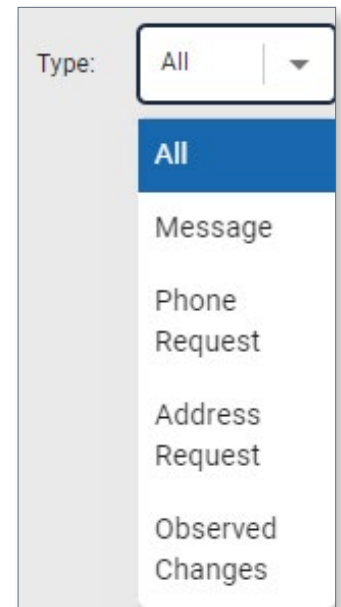 Type: All
All
Message
Phone
Request
Address
Request
Observed
Changes